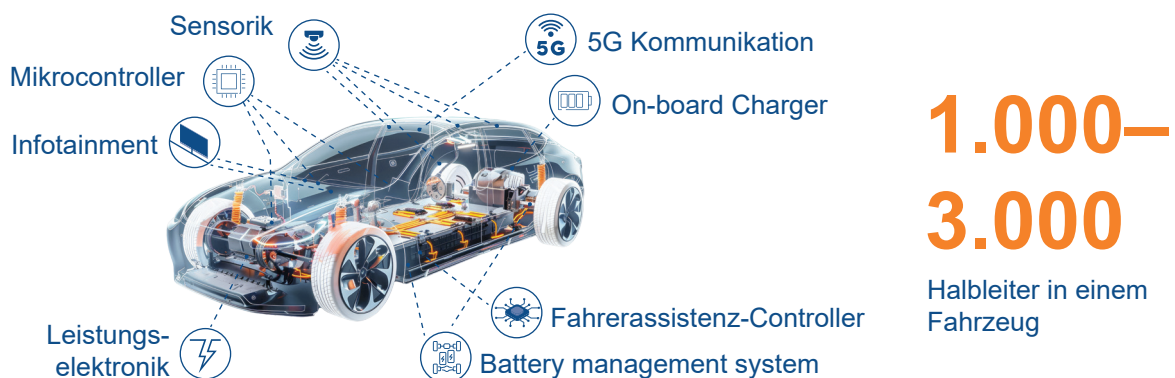 Sensorik
5G
5G Kommunikation
Mikrocontroller
On-board Charger
Infotainment
1.000–
3.000
Halbleiter in einem
Fahrzeug
Fahrerassistenz-Controller
Leistungs-
elektronik
Battery management system